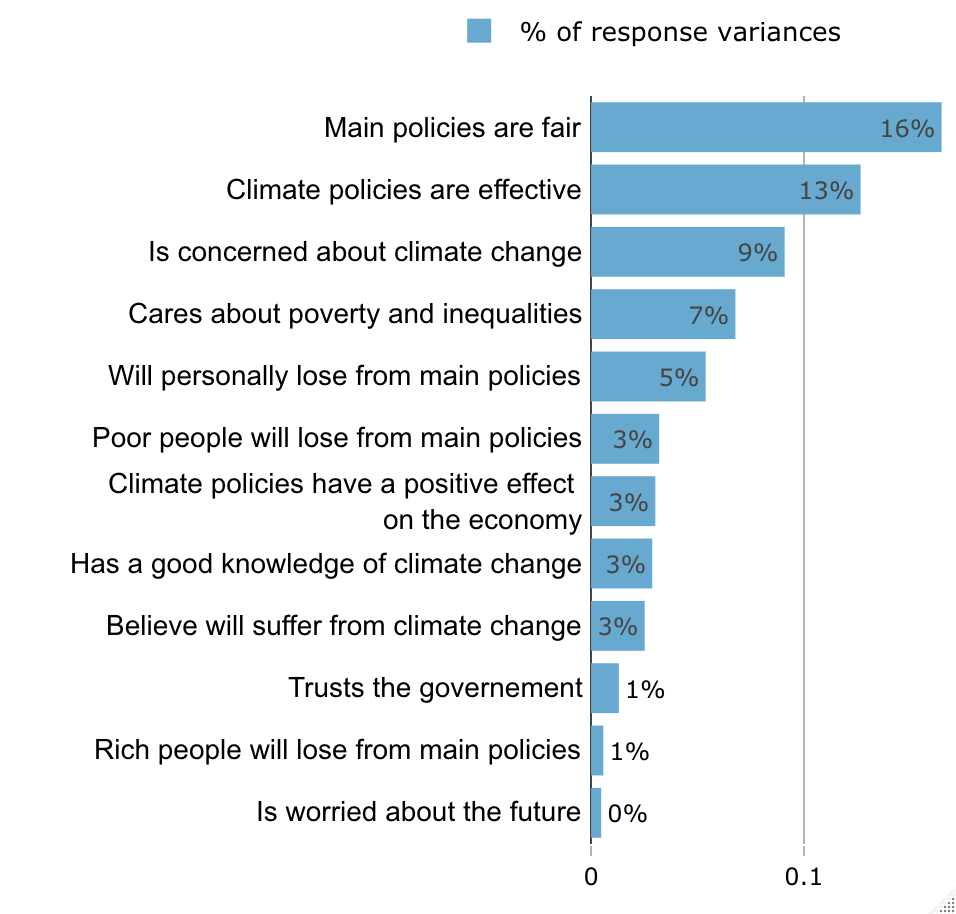 % of response variances
Main policies are fair 16%
Climate policies are effective 13%
Is concerned about climate change 9%
Cares about poverty and inequalities 7%
Will personally lose from main policies 5%
Poor people will lose from main policies 3%
Climate policies have a positive effect
on the economy 3%
Has a good knowledge of climate change 3%
Believe will suffer from climate change 3%
Trusts the governement 1%
Rich people will lose from main policies 1%
Is worried about the future 0%
0 0.1